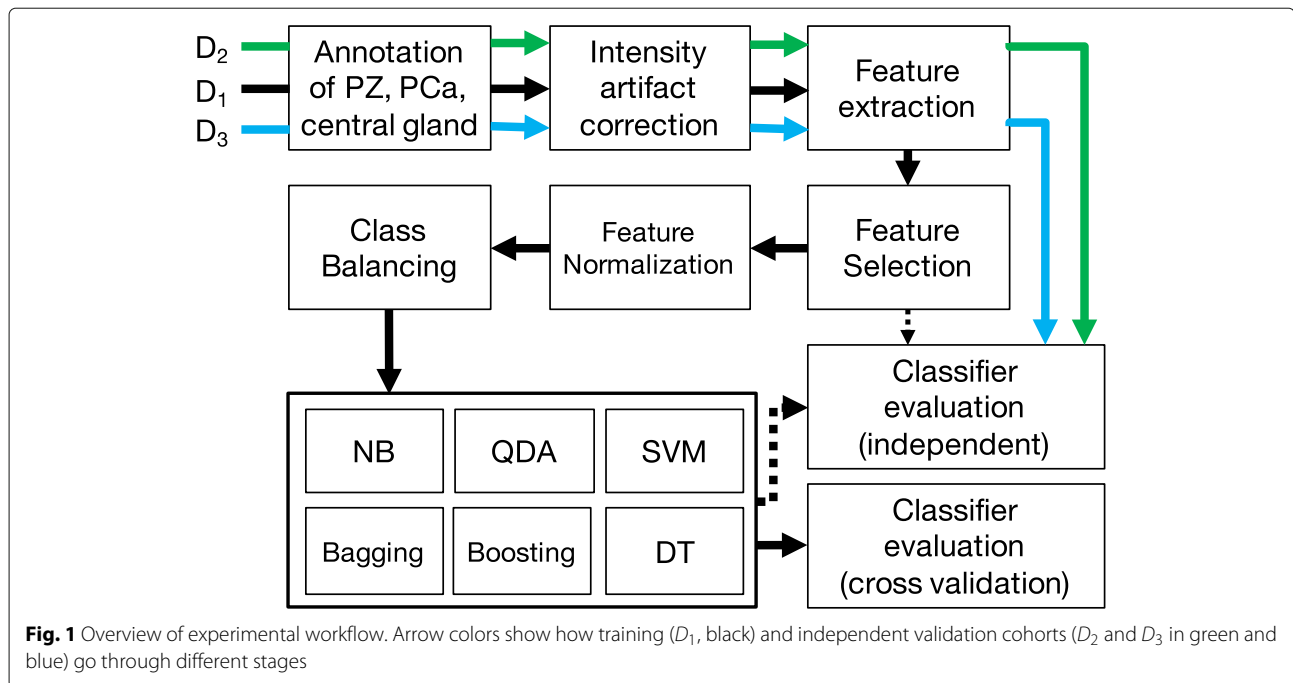 D2
D1
D3
Annotation
of PZ, PCa,
central gland
Intensity
artifact
correction
Feature
extraction
Class
Balancing
Feature
Normalization
Feature
Selection
NB
QDA
SVM
Bagging
Boosting
DT
Classifier
evaluation
(independent)
Classifier
evaluation
(cross validation)
Fig. 1 Overview of experimental workflow. Arrow colors show how training (D1, black) and independent validation cohorts (D2 and D3 in green and
blue) go through different stages